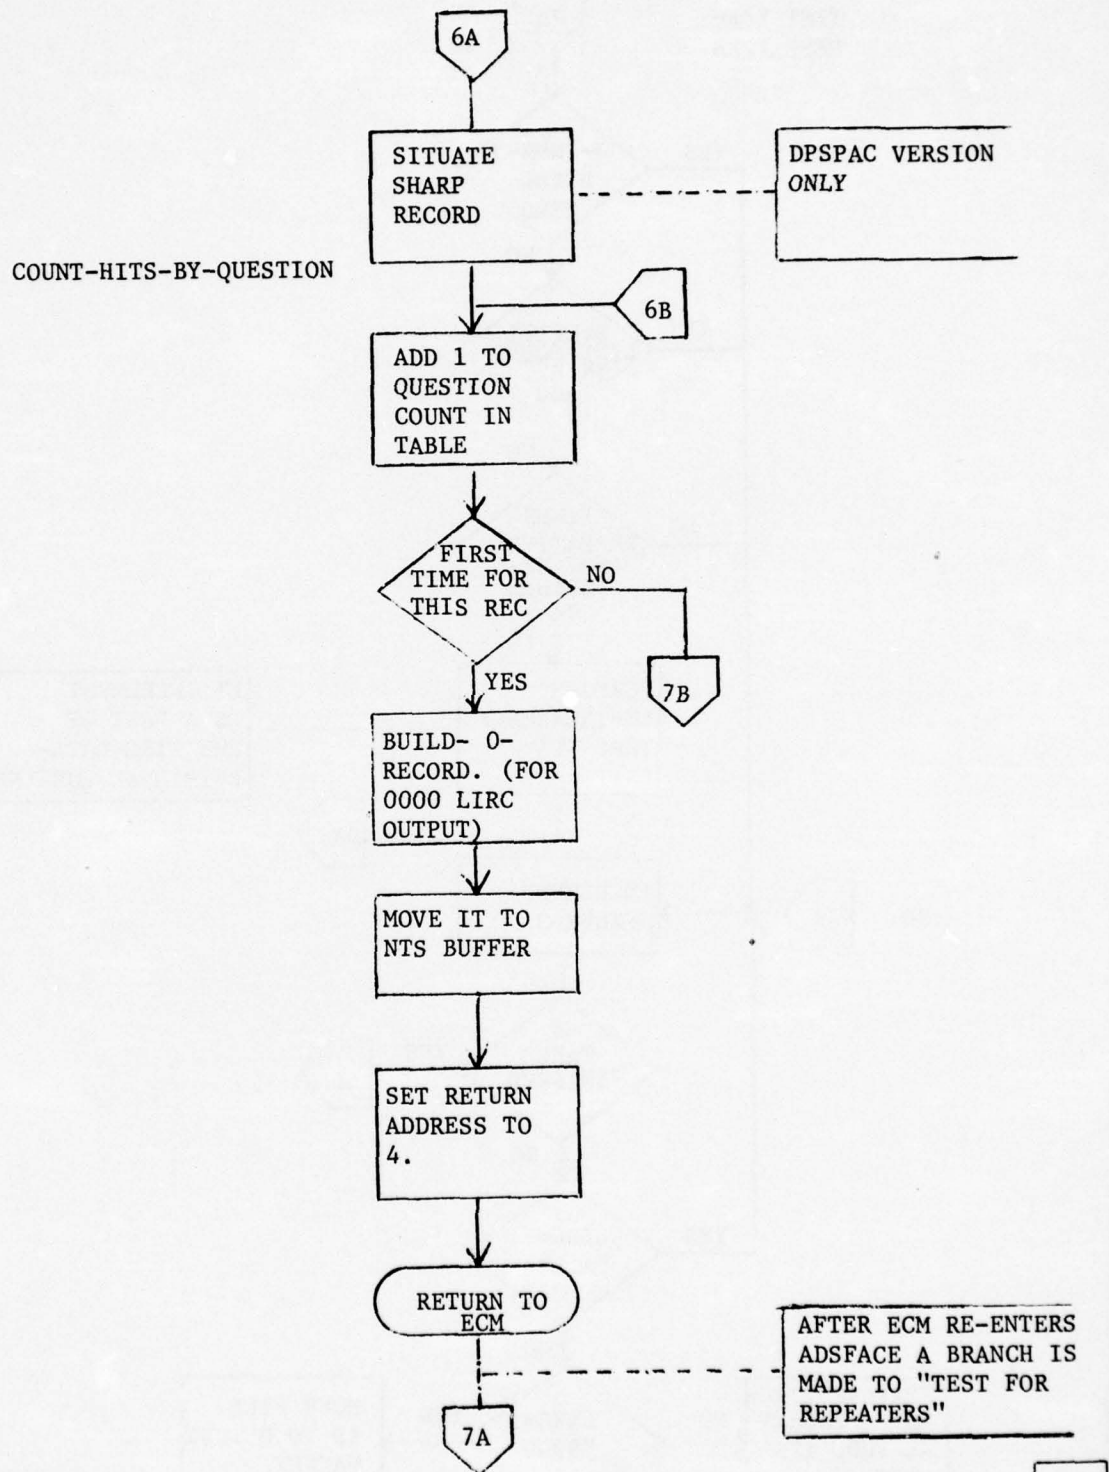 6A
SITUATE
SHARP
RECORD
DPSPAC VERSION
ONLY
COUNT-HITS-BY-QUESTION
6B
ADD 1 TO
QUESTION
COUNT IN
TABLE
FIRST
TIME FOR
THIS REC
NO
7B
YES
BUILD- O-
RECORD. (FOR
0000 LIRC
OUTPUT)
MOVE IT TO
NTS BUFFER
SET RETURN
ADDRESS TO
4.
RETURN TO
ECM
AFTER ECM RE-ENTERS
ADSFACE A BRANCH IS
MADE TO "TEST FOR
REPEATERS"
7A